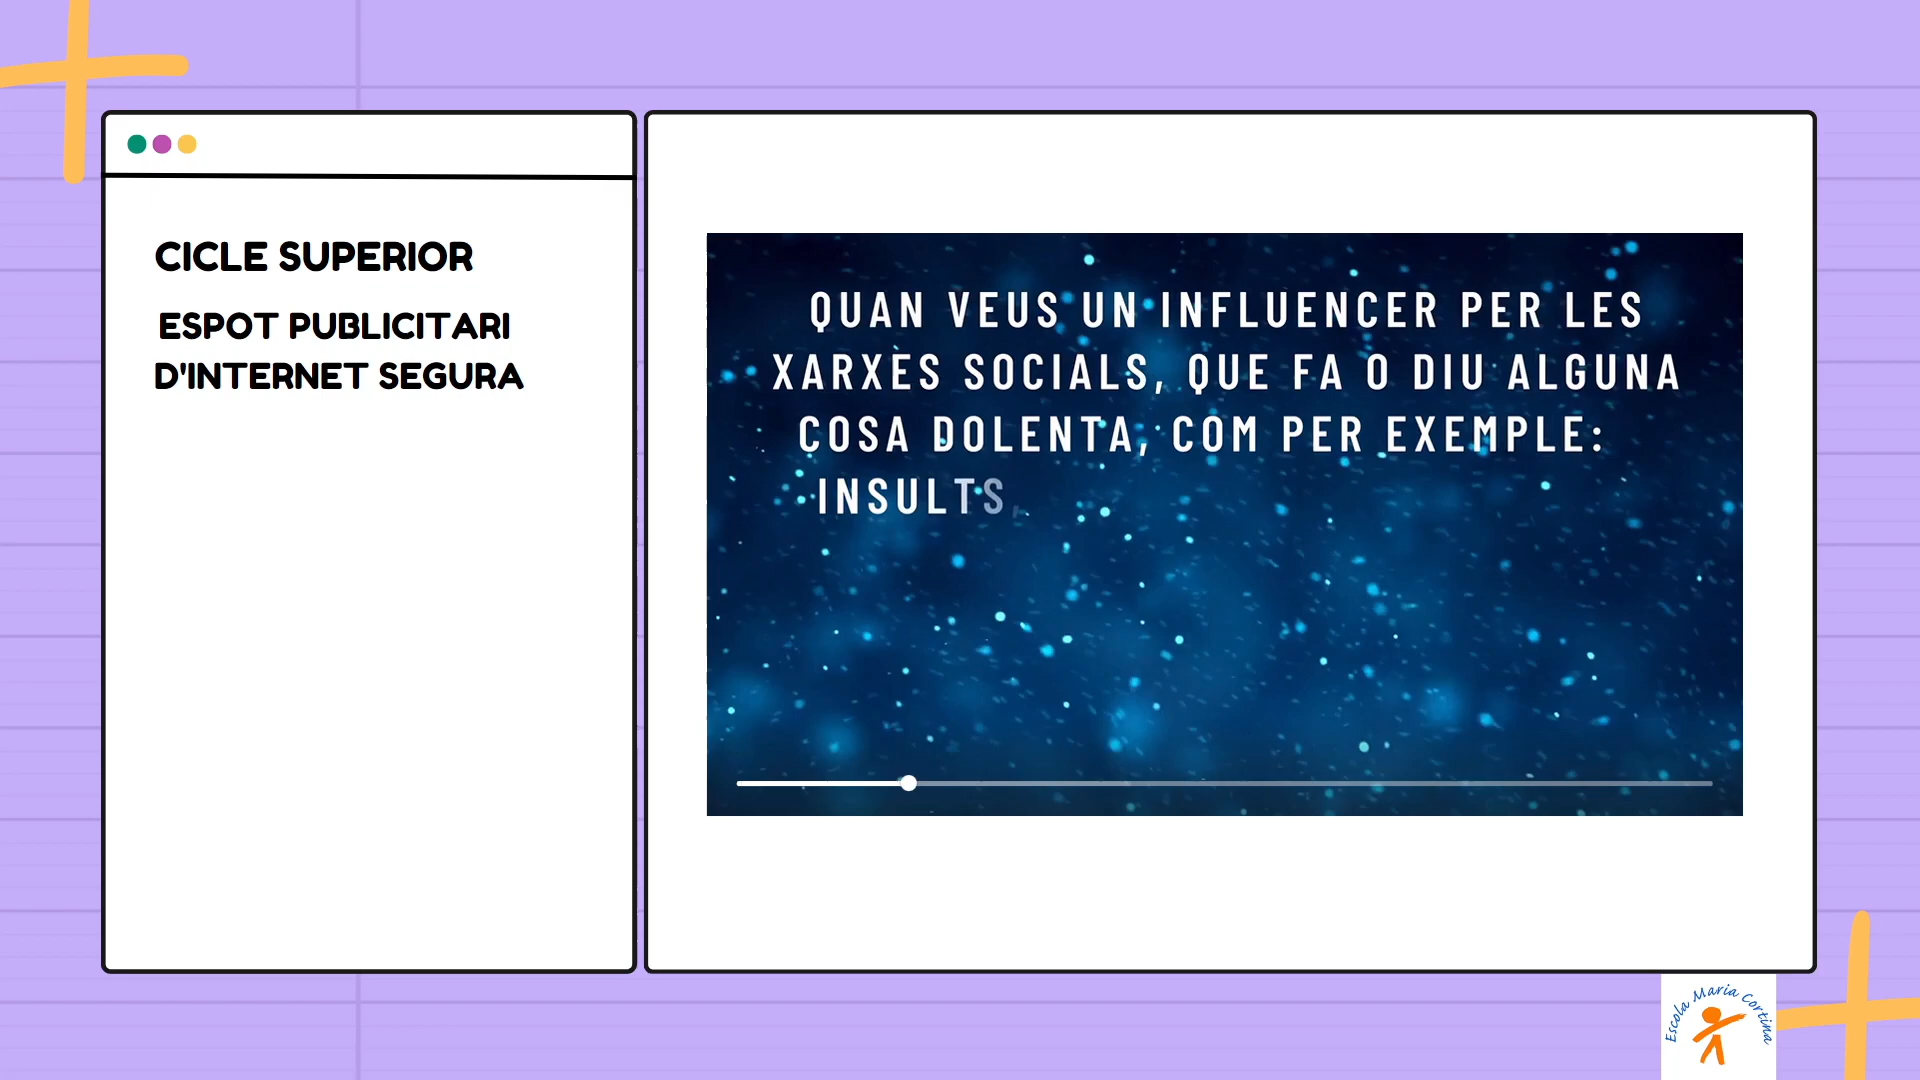 CICLE SUPERIOR
ESPOT PUBLICITARI
D'INTERNET SEGURA
QUAN VEUS UN INFLUENCER PER LES
XARXES SOCIALS, QUE FA O DIU ALGUNA
COSA DOLENTA, COM PER EXEMPLE:
INSULTS,
Escola Maria Cortina